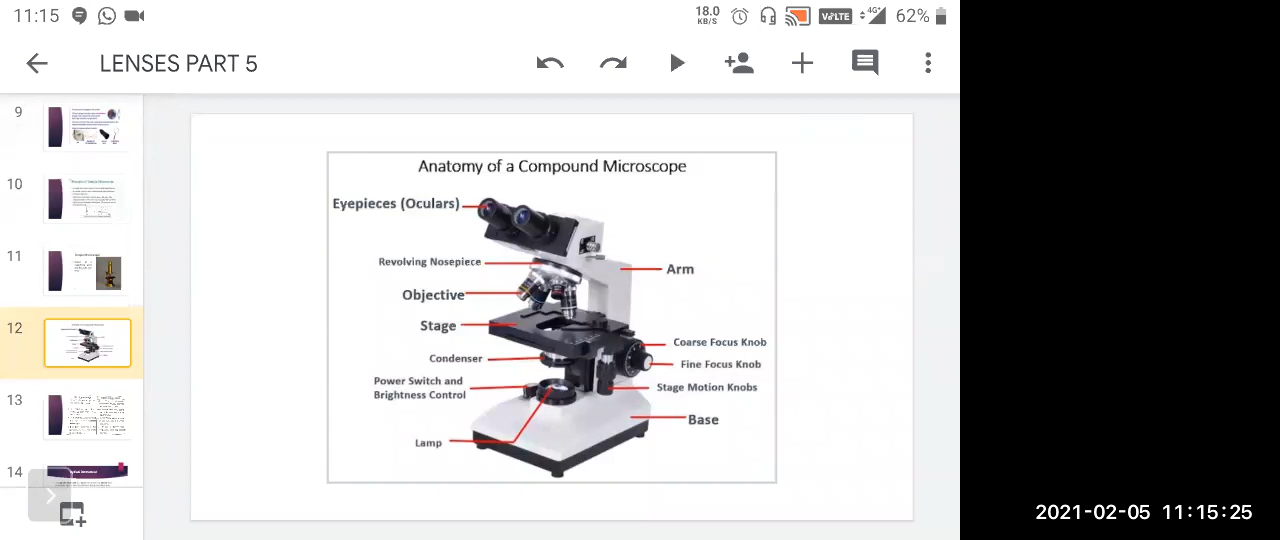 11:15
18.0
KB/S
VoLTE
4G+
62%
LENSES PART 5
9
10
11
12
13
14
Anatomy of a Compound Microscope
Eyepieces (Oculars)
Revolving Nosepiece
Arm
Objective
Stage
Coarse Focus Knob
Condenser
Fine Focus Knob
Power Switch and
Brightness Control
Stage Motion Knobs
Base
Lamp
2021-02-05 11:15:25